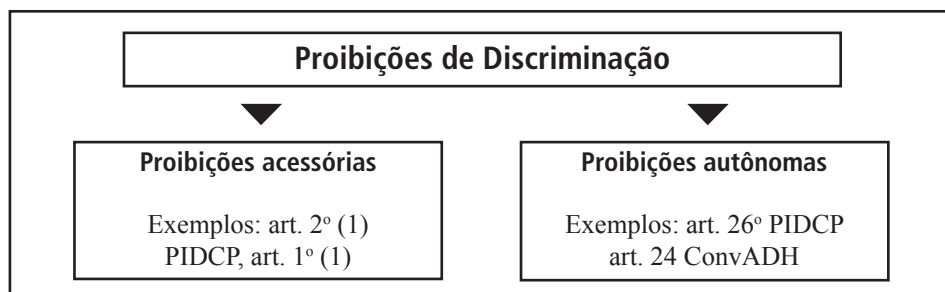 Proibições de Discriminação
Proibições acessórias
Exemplos: art. 2º (1)
PIDCP, art. 1º (1)
Proibições autônomas
Exemplos: art. 26º PIDCP
art. 24 ConvADH